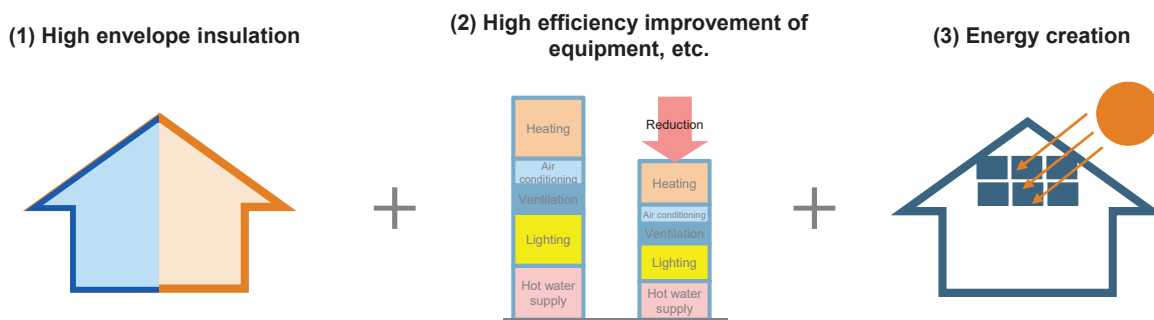 (1) High envelope insulation
(2) High efficiency improvement of
equipment, etc.
(3) Energy creation
Heating
Air
conditioning
Ventilation
Lighting
Hot water
supply
Reduction
Heating
Air conditioning
Ventilation
Lighting
Hot water
supply